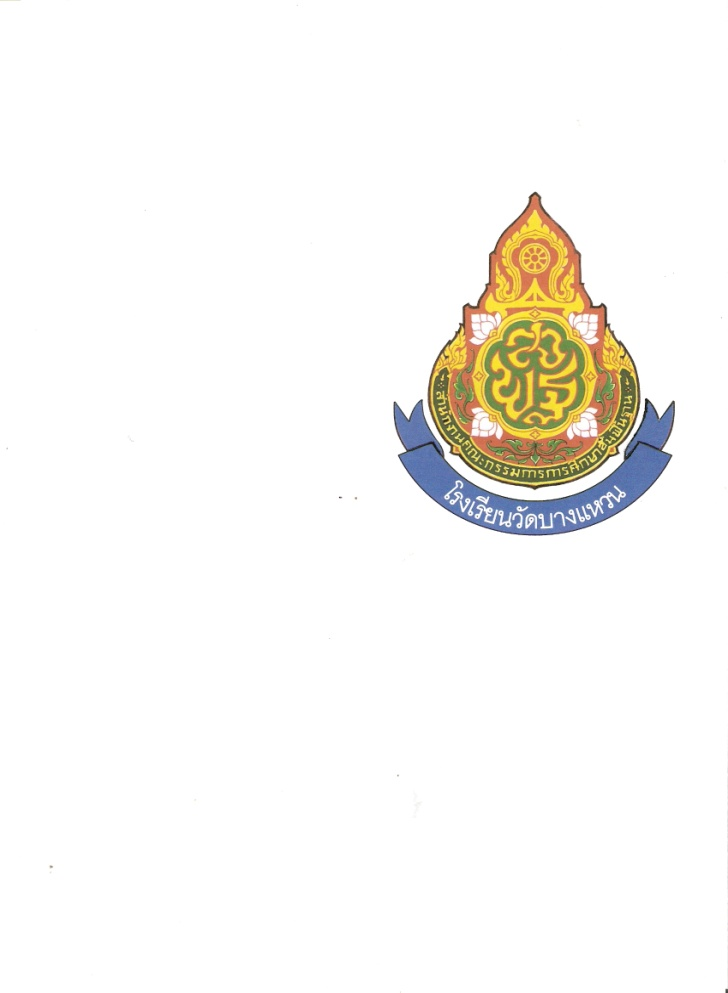 สำนักงานคณะกรรมการการศึกษาขั้นพื้นฐาน
โรงเรียนวัดบางแหวน